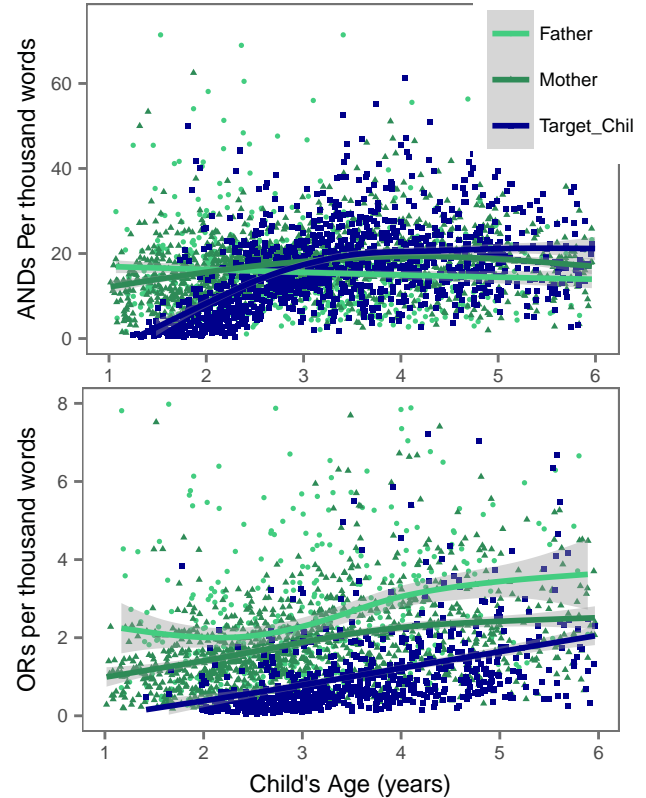 Father
Mother
Target_Chil
ANDs Per thousand words
60
40
20
0
1 2 3 4 5 6
ORs per thousand words
8
6
4
2
0
1 2 3 4 5 6
Child's Age (years)